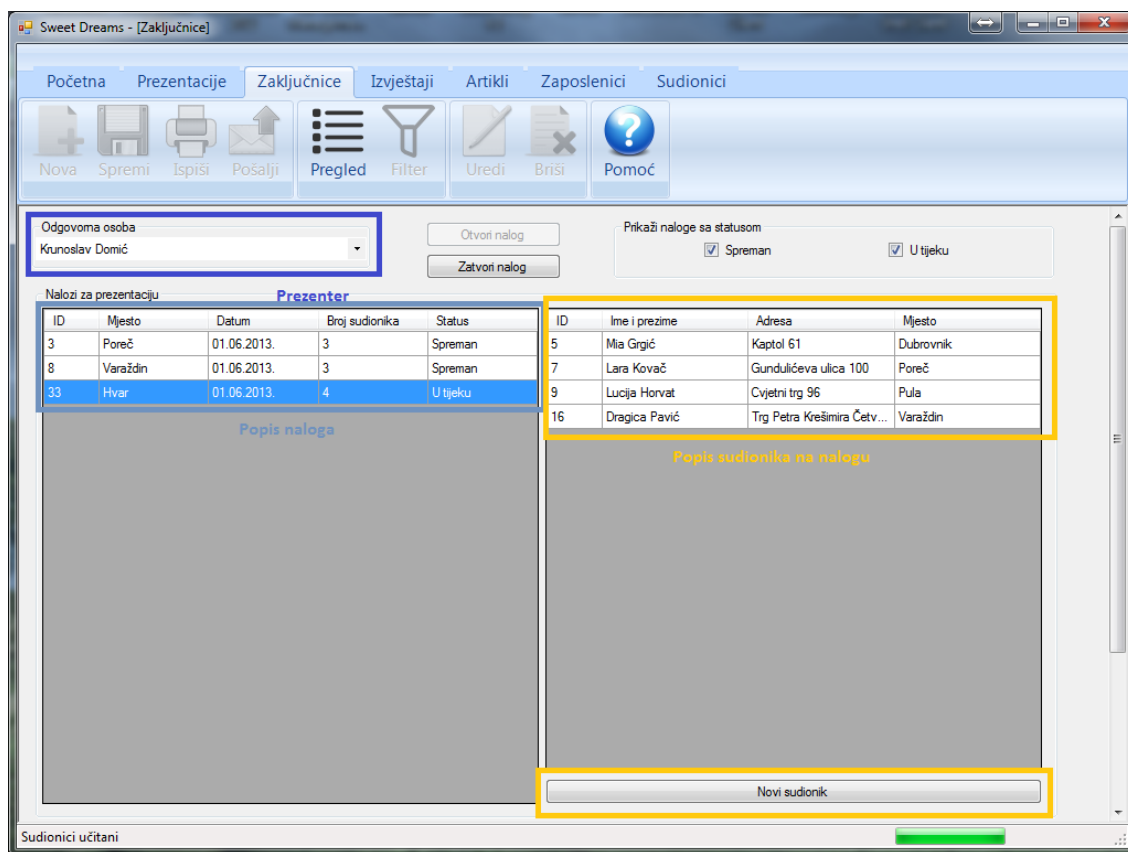 Sweet Dreams - [Zaključnice]
Početna Prezentacije Zaključnice Izvještaji Artikli Zaposlenici Sudionici
Nova Spremi Ispiši Pošalji Pregled Filter Uredi Briši Pomoć
Odgovorna osoba
Krunoslav Domić
Otvori nalog
Zatvori nalog
Prikaži naloge sa statusom
Spreman U tijeku
Nalozi za prezentaciju
Prezenter
ID Mjesto Datum Broj sudionika Status
3 Poreč 01.06.2013. 3 Spreman
8 Varaždin 01.06.2013. 3 Spreman
33 Hvar 01.06.2013. 4 U tijeku
Popis naloga
ID Ime i prezime Adresa Mjesto
5 Mia Grgić Kaptol 61 Dubrovnik
7 Lara Kovač Gundulićeva ulica 100 Poreč
9 Lucija Horvat Cvjetni trg 96 Pula
16 Dragica Pavić Trg Petra Krešimira Četv... Varaždin
Popis sudionika na nalogu
Novi sudionik
Sudionici učitani